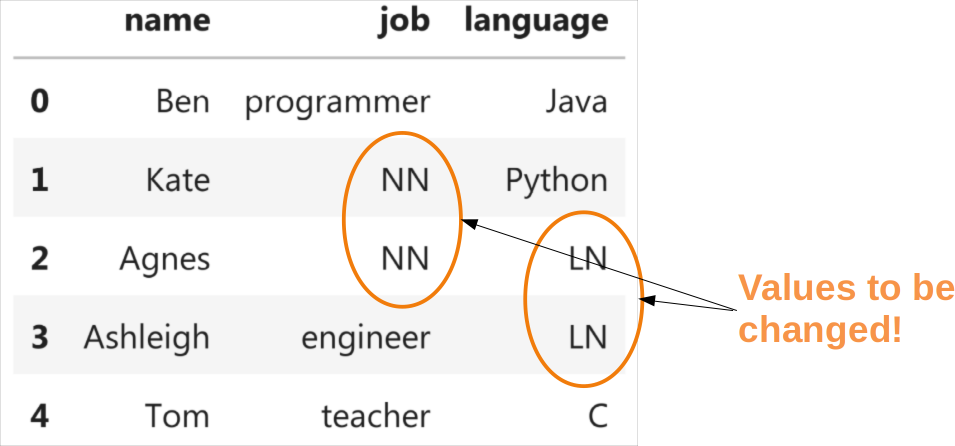 name job language
0 Ben programmer Java
1 Kate NN Python
2 Agnes NN LN
3 Ashleigh engineer LN
4 Tom teacher C
Values to be
changed!